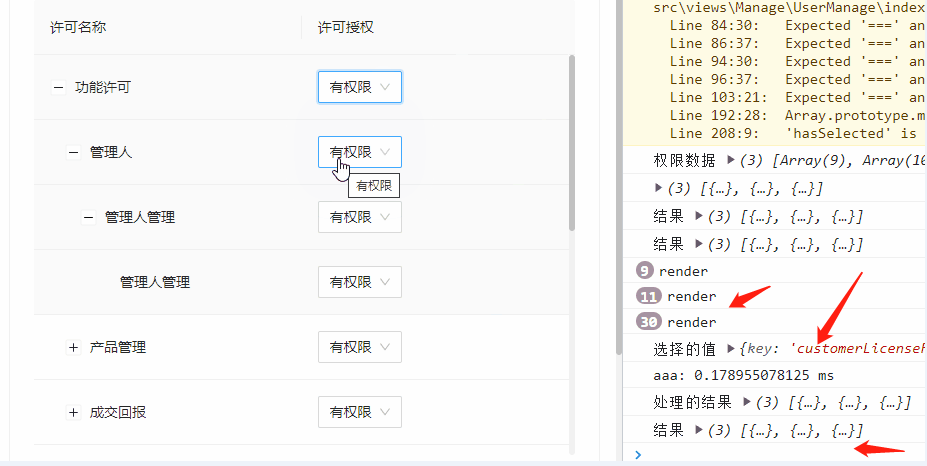 许可名称 许可授权
功能许可 有权限
管理人 有权限
有权限
管理人管理 有权限
管理人管理 有权限
产品管理 有权限
成交回报 有权限
src\views\Manage\UserManage\index
Line 84:30: Expected '===' an
Line 86:37: Expected '===' an
Line 94:30: Expected '===' an
Line 96:37: Expected '===' an
Line 103:21: Expected '===' an
Line 192:28: Array.prototype.m
Line 208:9: 'hasSelected' is
权限数据 ▶(3) [Array(9), Array(10
▶(3) [{…}, {…}, {…}]
结果 ▶(3) [{…}, {…}, {…}]
结果 ▶(3) [{…}, {…}, {…}]
9 render
11 render
30 render
选择的值 ▶{key: 'customerLicense
aaa: 0.178955078125 ms
处理的结果 ▶(3) [{…}, {…}, {…}]
结果 ▶(3) [{…}, {…}, {…}]